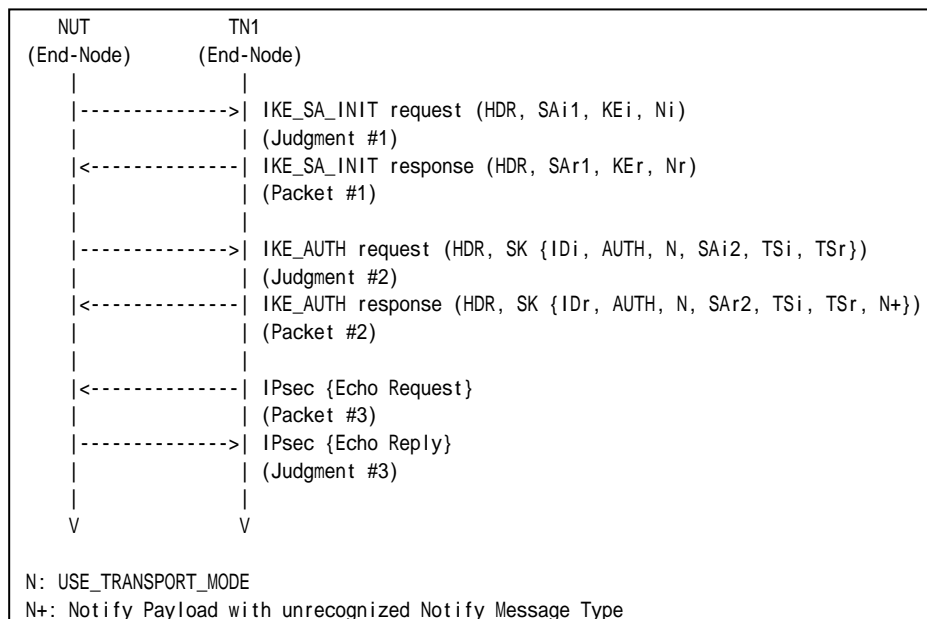 NUT TN1
(End-Node) (End-Node)
| |
|-------------->| IKE_SA_INIT request (HDR, SAi1, KEi, Ni)
| | (Judgment #1)
|<--------------| IKE_SA_INIT response (HDR, SAr1, KEr, Nr)
| | (Packet #1)
| |
|-------------->| IKE_AUTH request (HDR, SK {IDi, AUTH, N, SAi2, TSi, TSr})
| | (Judgment #2)
|<--------------| IKE_AUTH response (HDR, SK {IDr, AUTH, N, SAr2, TSi, TSr, N+})
| | (Packet #2)
| |
|<--------------| IPsec {Echo Request}
| | (Packet #3)
|-------------->| IPsec {Echo Reply}
| | (Judgment #3)
| |
V V
N: USE_TRANSPORT_MODE
N+: Notify Payload with unrecognized Notify Message Type